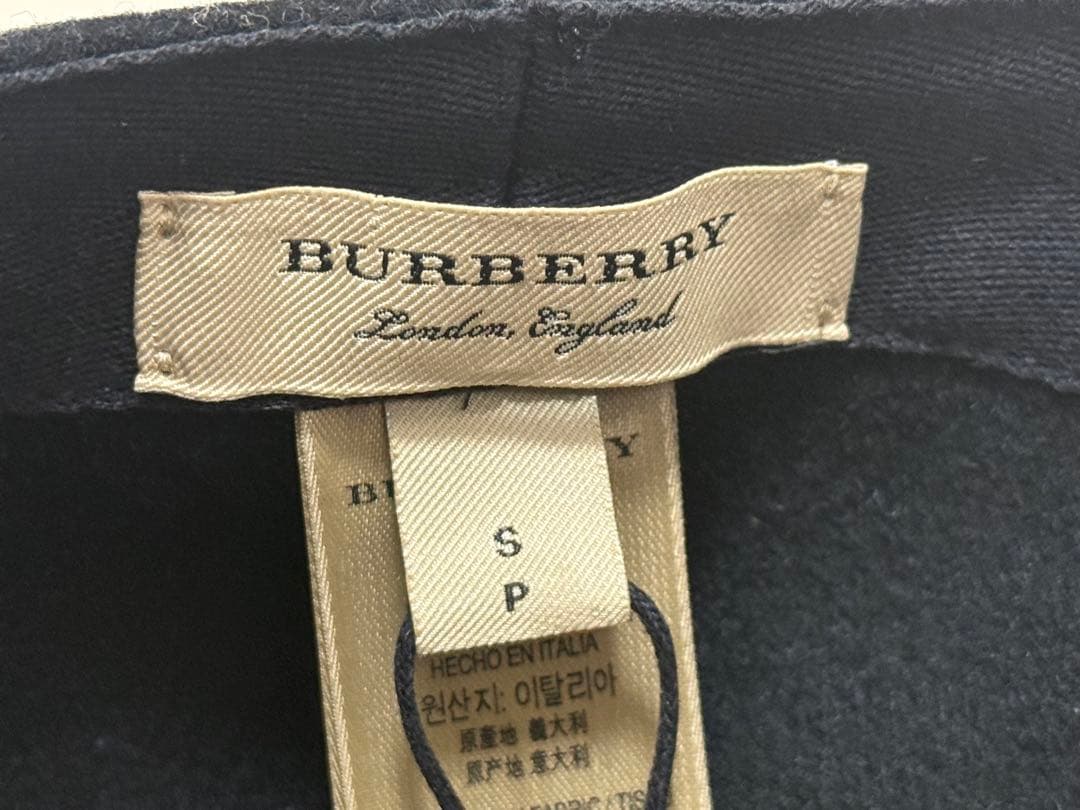 BURBERRY
London, England
S
P
HECHO EN ITALIA
원산지: 이탈리아
原產地 義大利
原产地 意大利